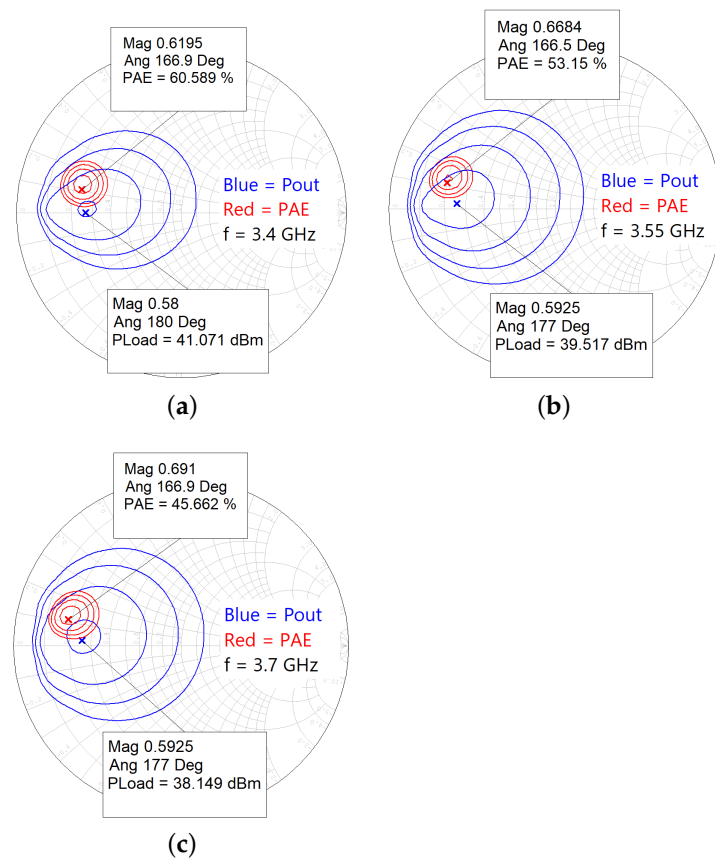 Mag 0.6195
Ang 166.9 Deg
PAE = 60.589 %
Blue = Pout
Red = PAE
f = 3.4 GHz
Mag 0.58
Ang 180 Deg
PLoad = 41.071 dBm
(a)
Mag 0.6684
Ang 166.5 Deg
PAE = 53.15 %
Blue = Pout
Red = PAE
f = 3.55 GHz
Mag 0.5925
Ang 177 Deg
PLoad = 39.517 dBm
(b)
Mag 0.691
Ang 166.9 Deg
PAE = 45.662 %
Blue = Pout
Red = PAE
f = 3.7 GHz
Mag 0.5925
Ang 177 Deg
PLoad = 38.149 dBm
(c)